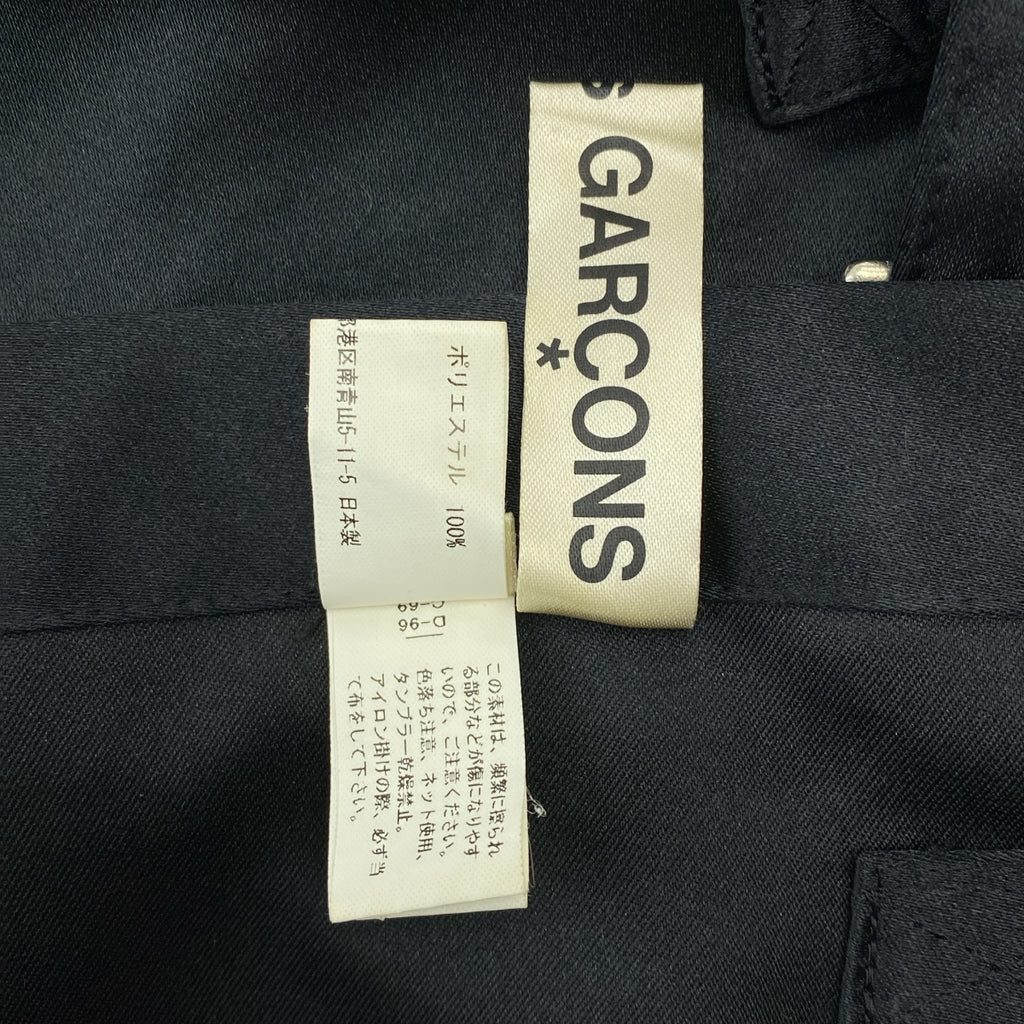 S GARÇONS
ポリエステル 100%
港区南青山5-11-5 日本製
この素材は、頻繁に擦られ
る部分などが傷になりやす
いので、ご注意ください。
色落ち注意、ネット使用、
タンブラー乾燥禁止。
アイロン掛けの際、必ず当
て布をして下さい。